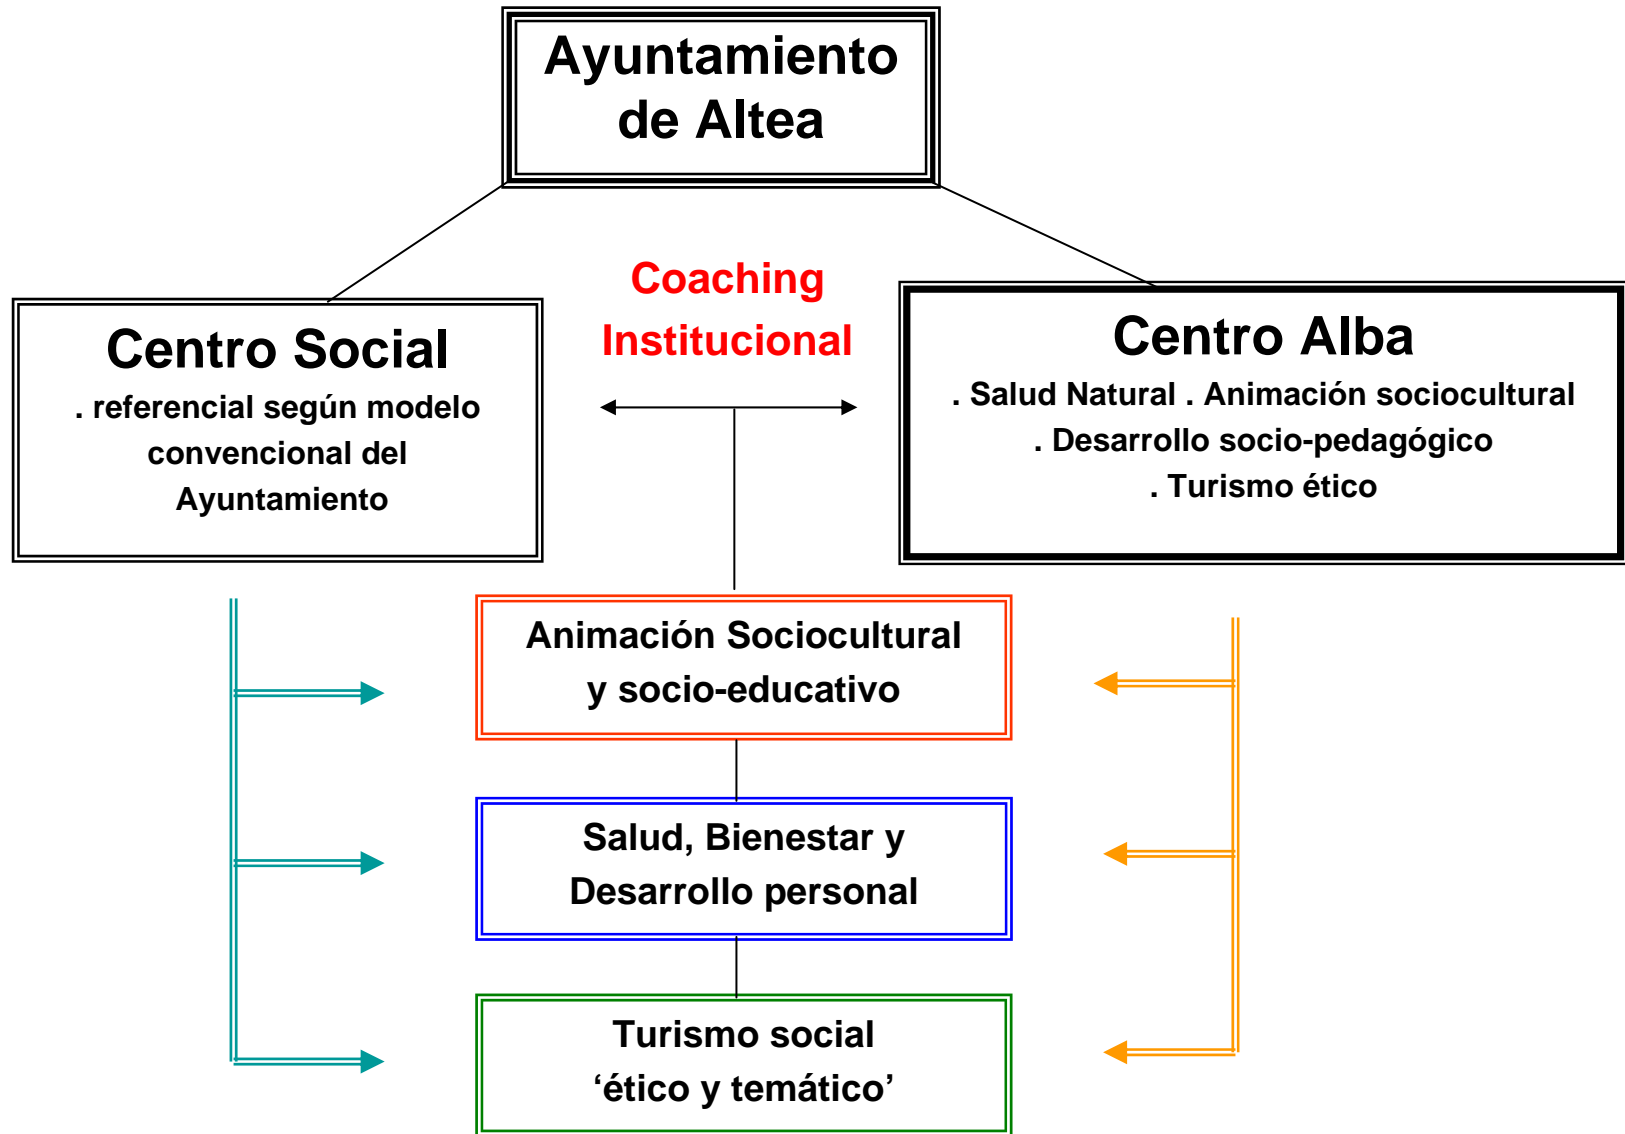 Ayuntamiento
de Altea
Coaching
Institucional
Centro Social
. referencial según modelo
convencional del
Ayuntamiento
Centro Alba
. Salud Natural . Animación sociocultural
. Desarrollo socio-pedagógico
. Turismo ético
Animación Sociocultural
y socio-educativo
Salud, Bienestar y
Desarrollo personal
Turismo social
‘ético y temático’